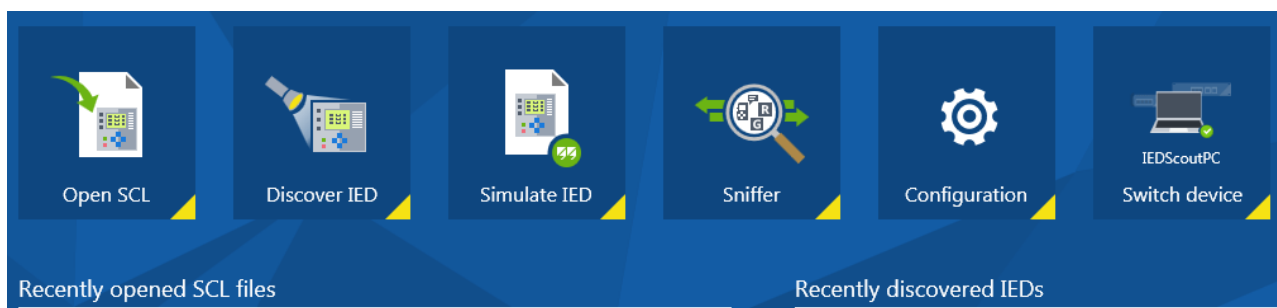 Open SCL
Discover IED
Simulate IED
Sniffer
Configuration
IEDScoutPC
Switch device
Recently opened SCL files
Recently discovered IEDs